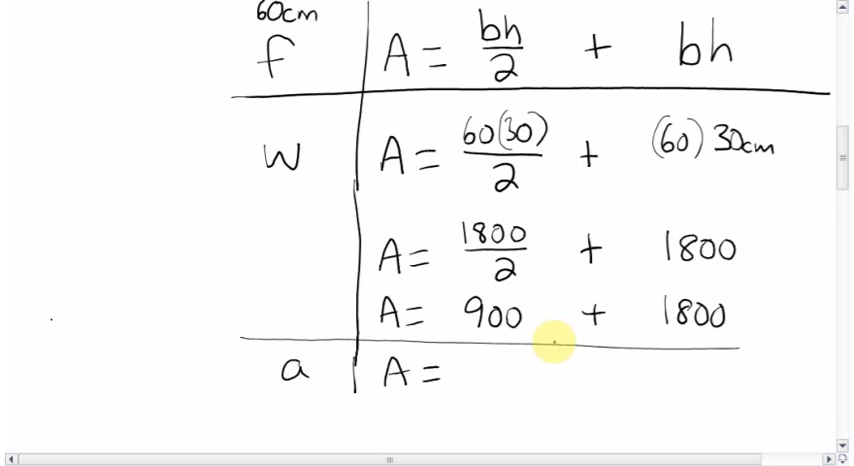 60cm
f A = bh/2 + bh
w A = 60(30)/2 + (60) 30cm
A = 1800/2 + 1800
A = 900 + 1800
a A =